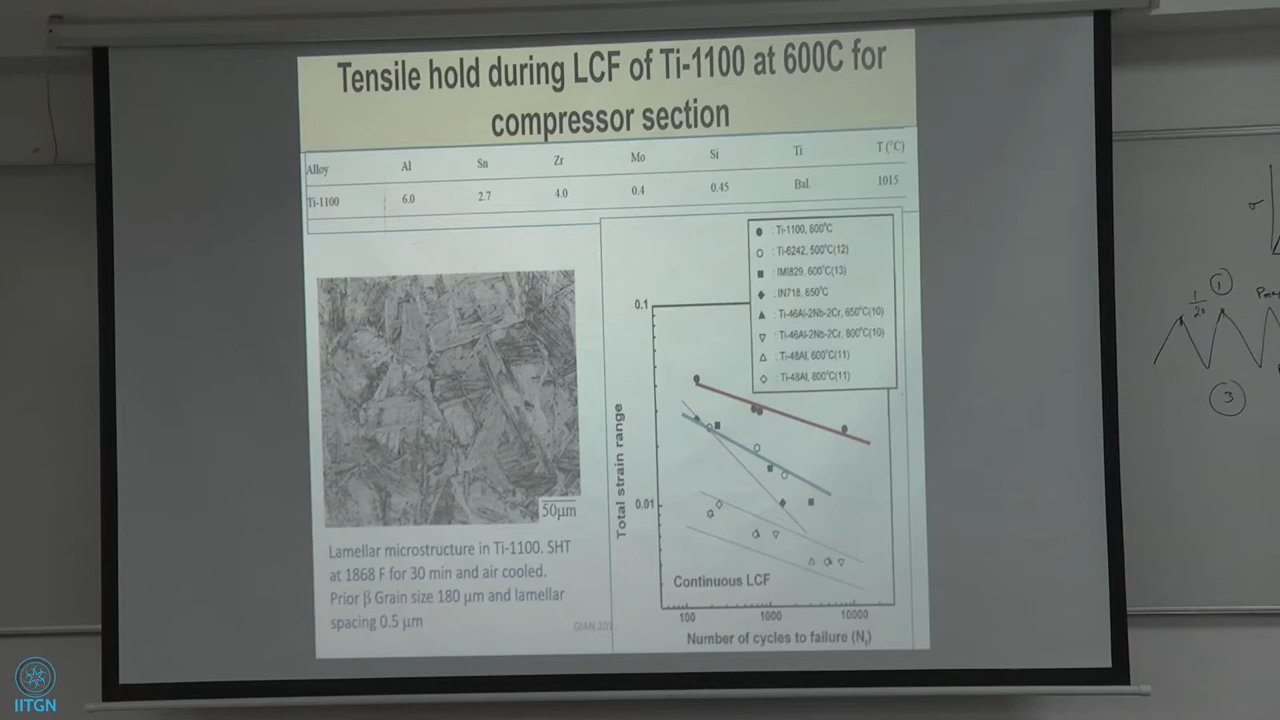 Tensile hold during LCF of Ti-1100 at 600C for
compressor section
Alloy Al Sn Zr Mo Si Ti T (°C)
Ti-1100 6.0 2.7 4.0 0.4 0.45 Bal. 1015
50μm
Lamellar microstructure in Ti-1100. SHT
at 1868 F for 30 min and air cooled.
Prior β Grain size 180 μm and lamellar
spacing 0.5 μm
: Ti-1100, 600°C
: Ti-6242, 500°C(12)
: IMI829, 600°C(13)
: IN718, 650°C
: Ti-46Al-2Nb-2Cr, 650°C(10)
: Ti-46Al-2Nb-2Cr, 800°C(10)
: Ti-48Al, 600°C(11)
: Ti-48Al, 800°C(11)
0.1
0.01
Total strain range
Continuous LCF
100 1000 10000
Number of cycles to failure (Nf)
σ
1
1/20
3
IITGN